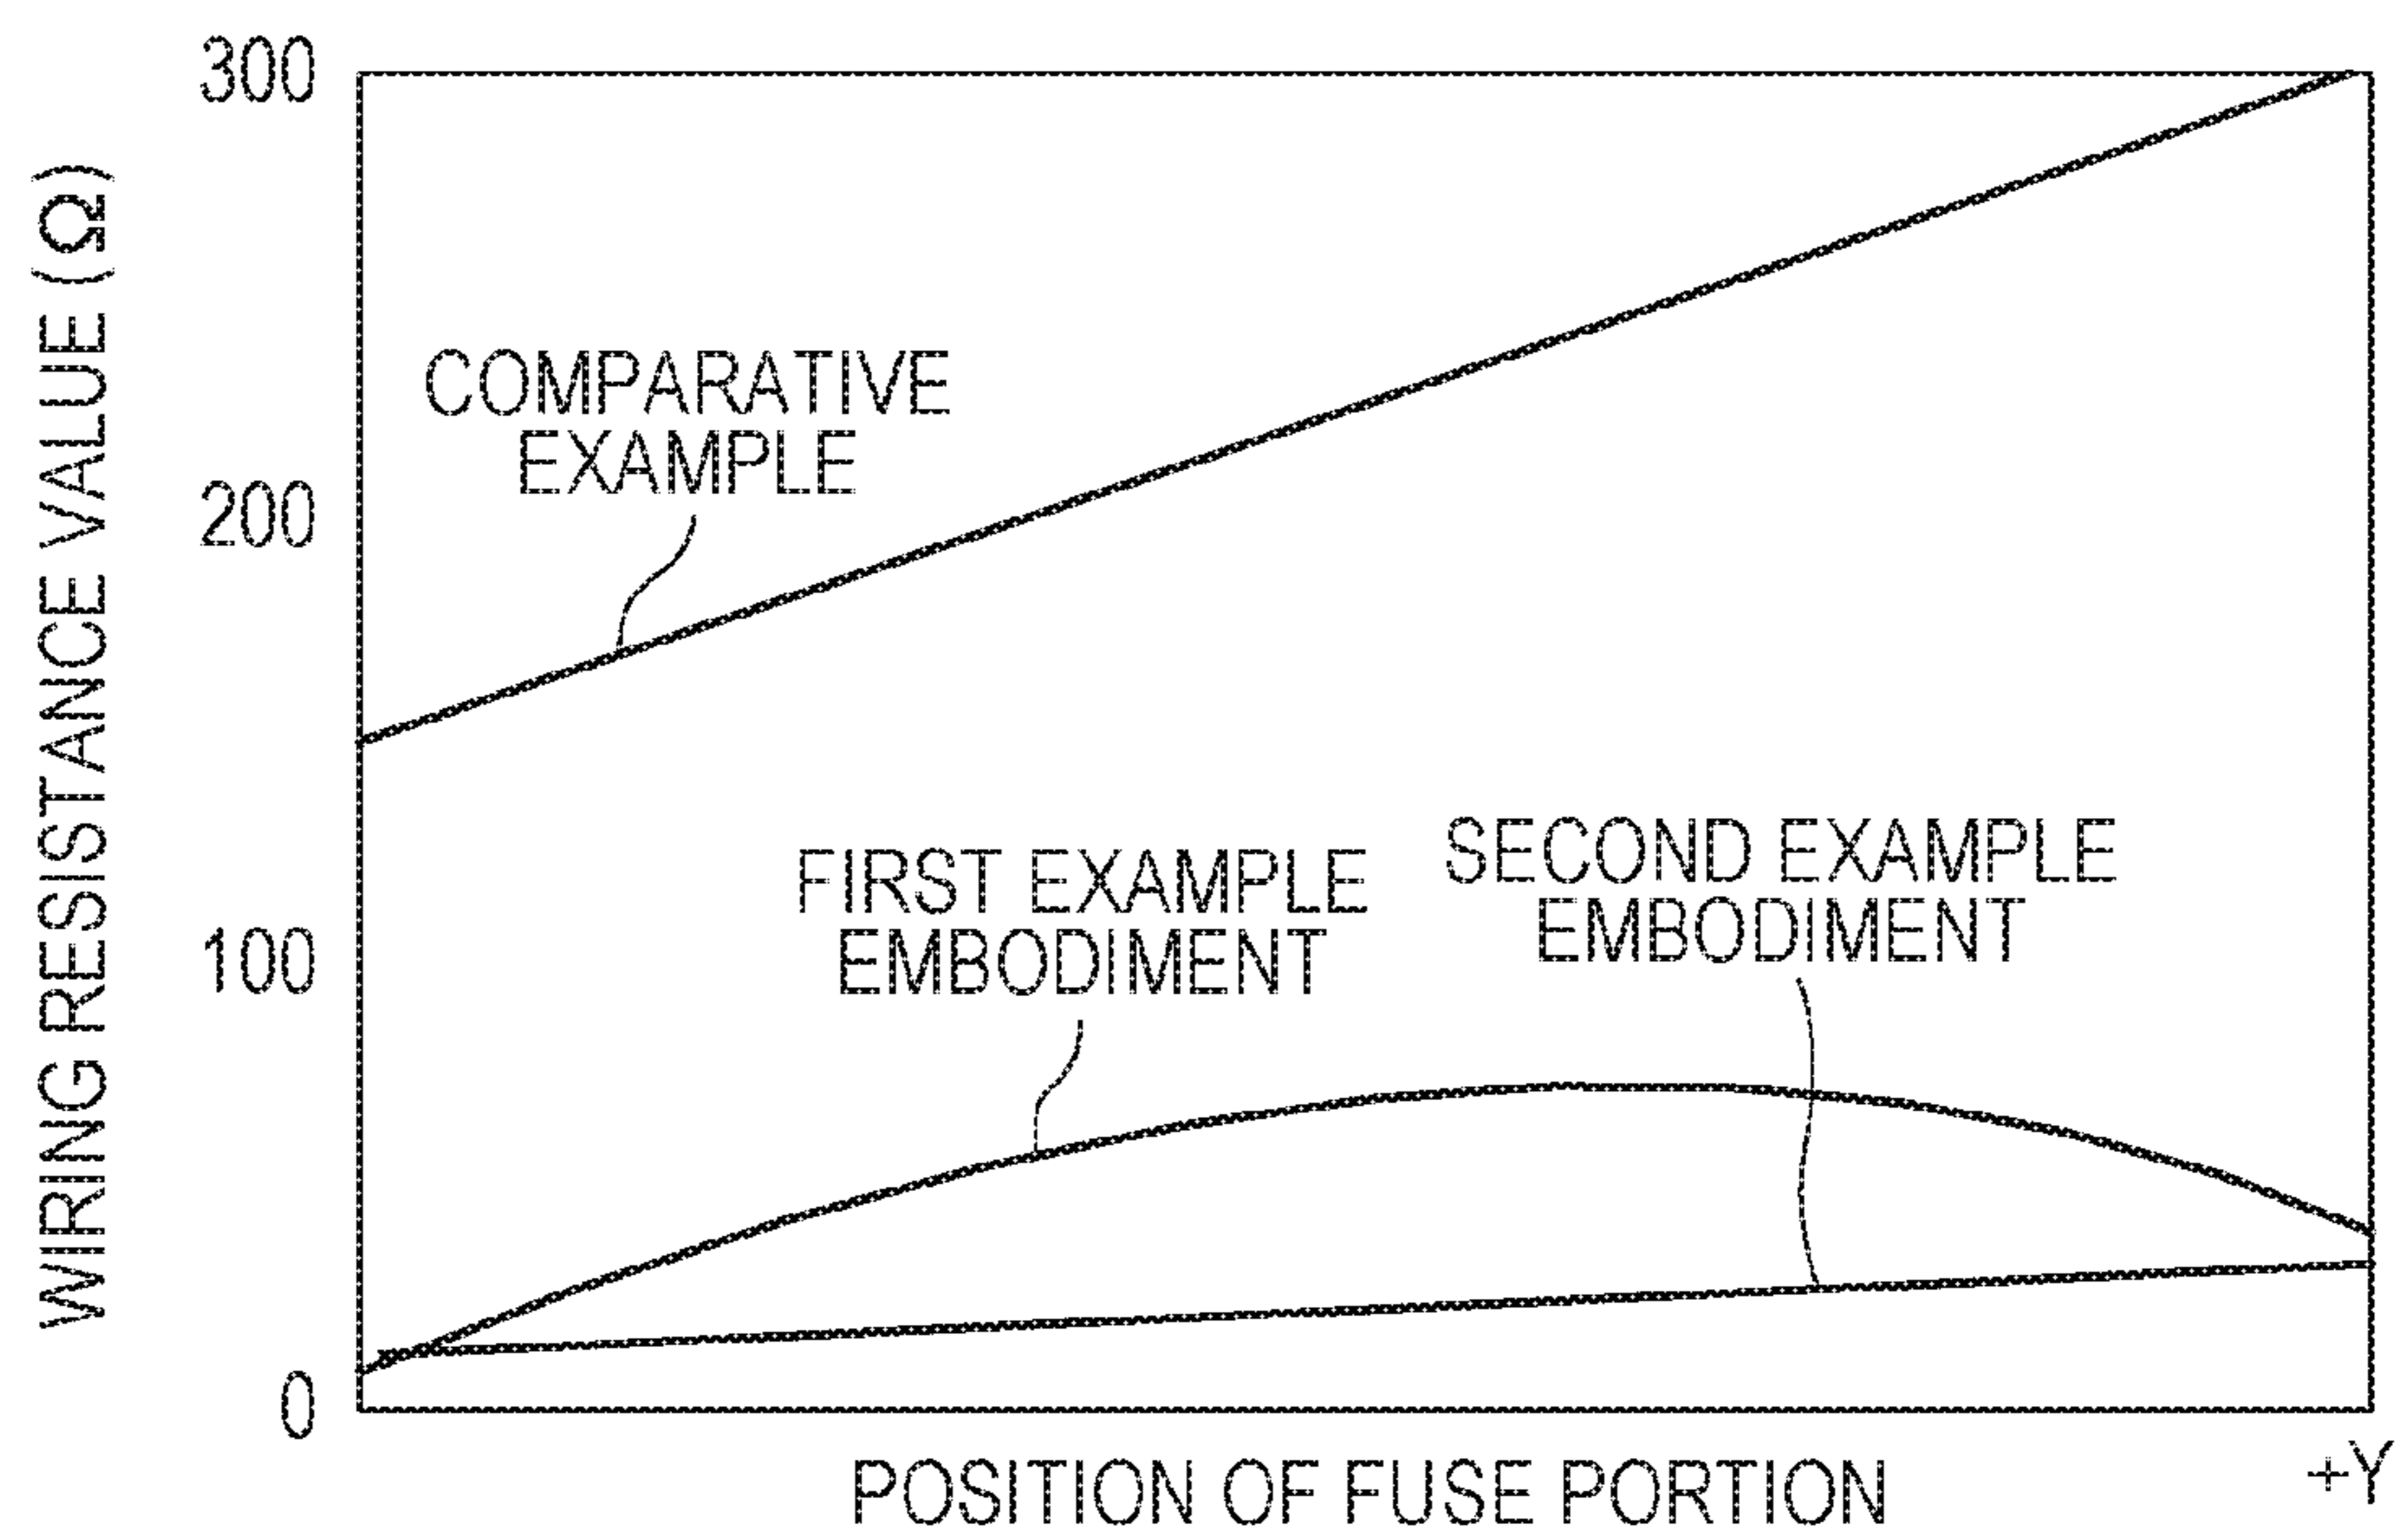 300
200
100
0
WIRING RESISTANCE VALUE (Ω)
COMPARATIVE
EXAMPLE
FIRST EXAMPLE
EMBODIMENT
SECOND EXAMPLE
EMBODIMENT
POSITION OF FUSE PORTION
+Y